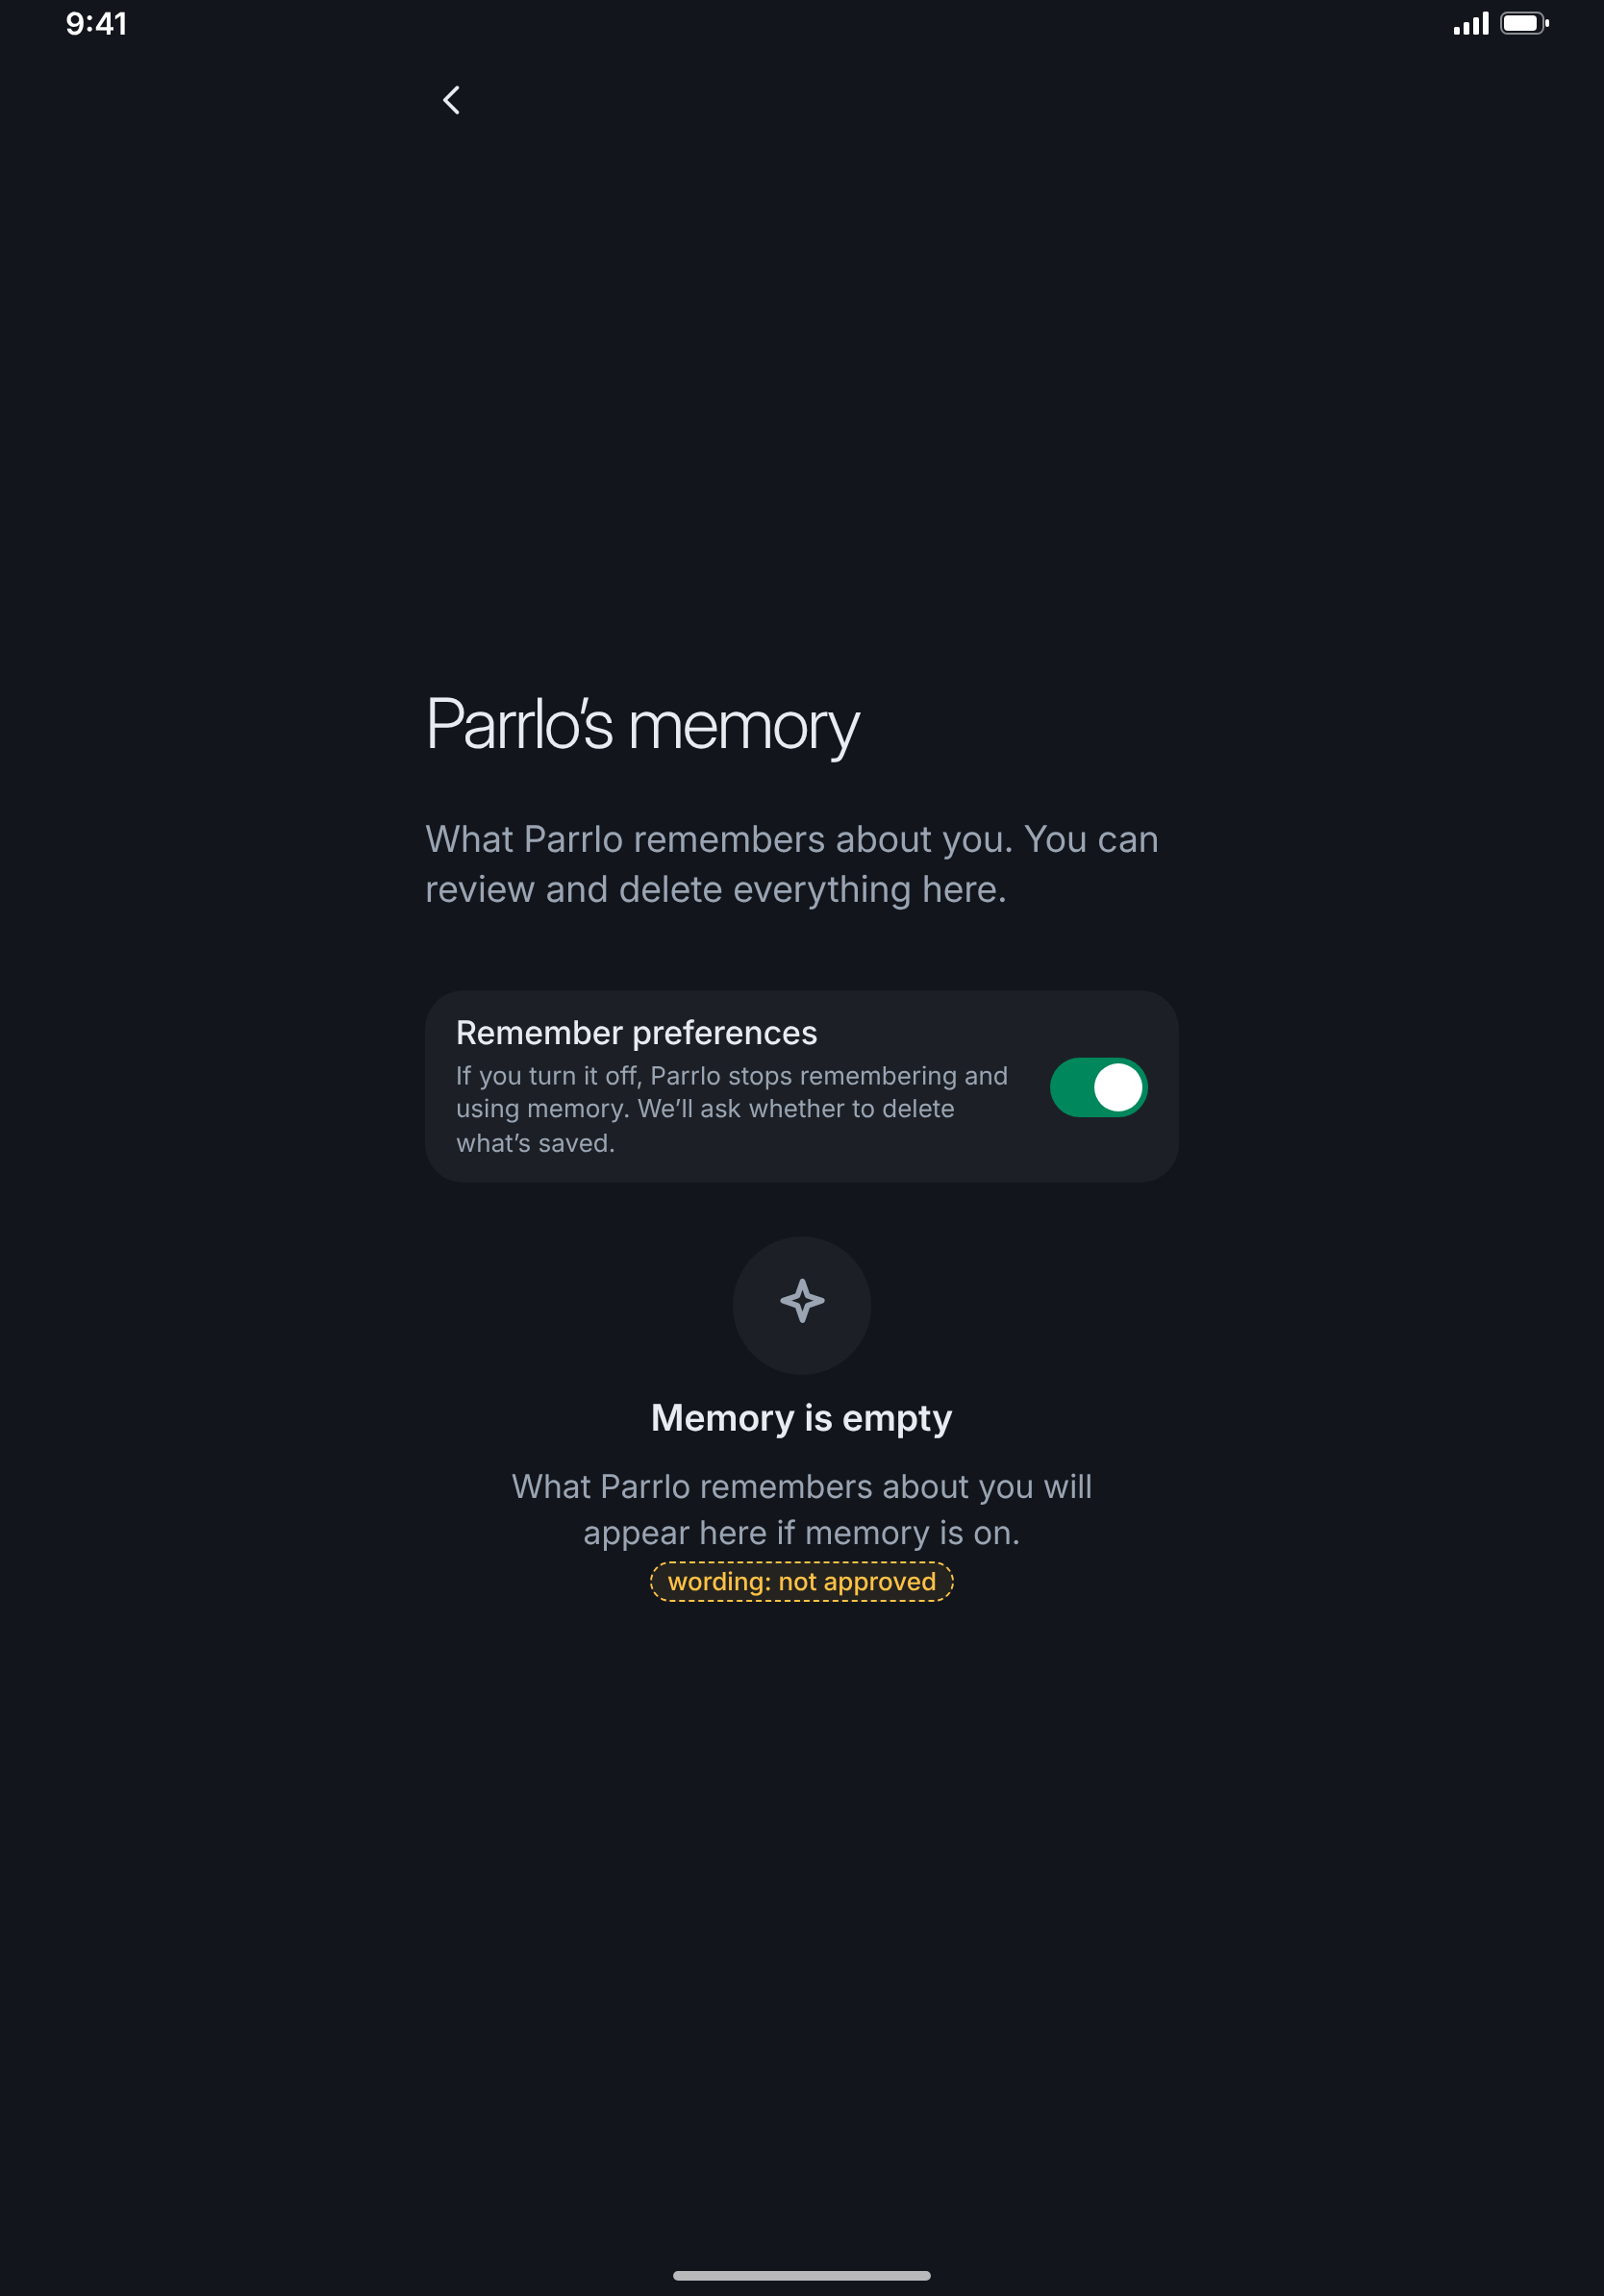 9:41
Parrlo’s memory
What Parrlo remembers about you. You can
review and delete everything here.
Remember preferences
If you turn it off, Parrlo stops remembering and
using memory. We’ll ask whether to delete
what’s saved.
Memory is empty
What Parrlo remembers about you will
appear here if memory is on.
wording: not approved